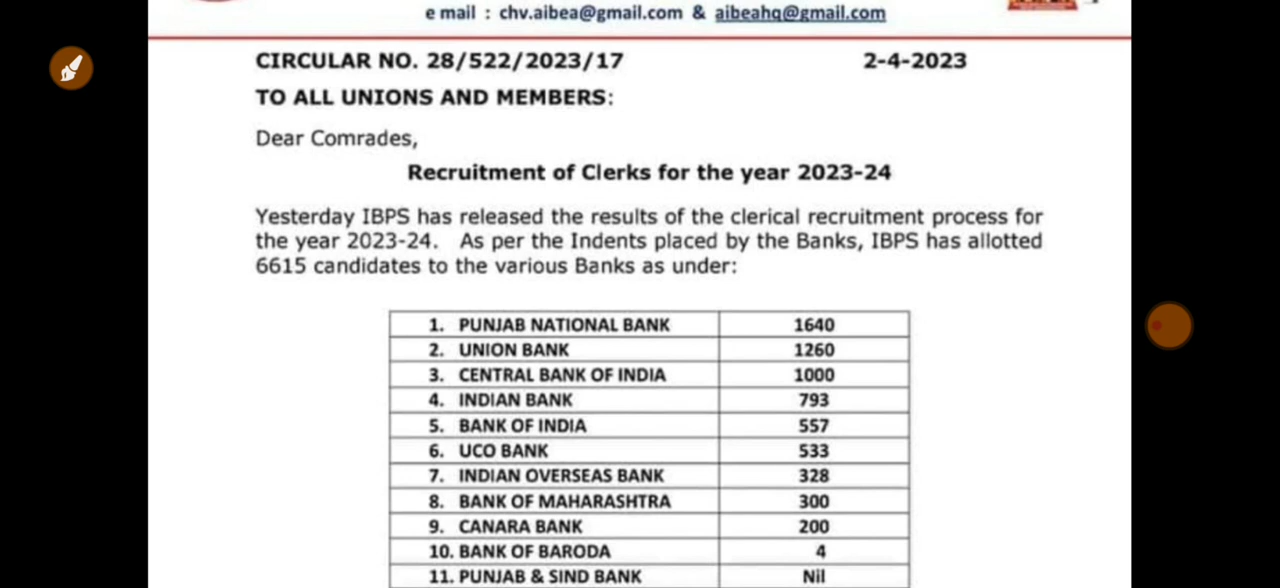 e mail : chv.aibea@gmail.com & aibeahq@gmail.com
CIRCULAR NO. 28/522/2023/17 2-4-2023
TO ALL UNIONS AND MEMBERS:
Dear Comrades,
Recruitment of Clerks for the year 2023-24
Yesterday IBPS has released the results of the clerical recruitment process for
the year 2023-24. As per the Indents placed by the Banks, IBPS has allotted
6615 candidates to the various Banks as under:
1. PUNJAB NATIONAL BANK 1640
2. UNION BANK 1260
3. CENTRAL BANK OF INDIA 1000
4. INDIAN BANK 793
5. BANK OF INDIA 557
6. UCO BANK 533
7. INDIAN OVERSEAS BANK 328
8. BANK OF MAHARASHTRA 300
9. CANARA BANK 200
10. BANK OF BARODA 4
11. PUNJAB & SIND BANK Nil